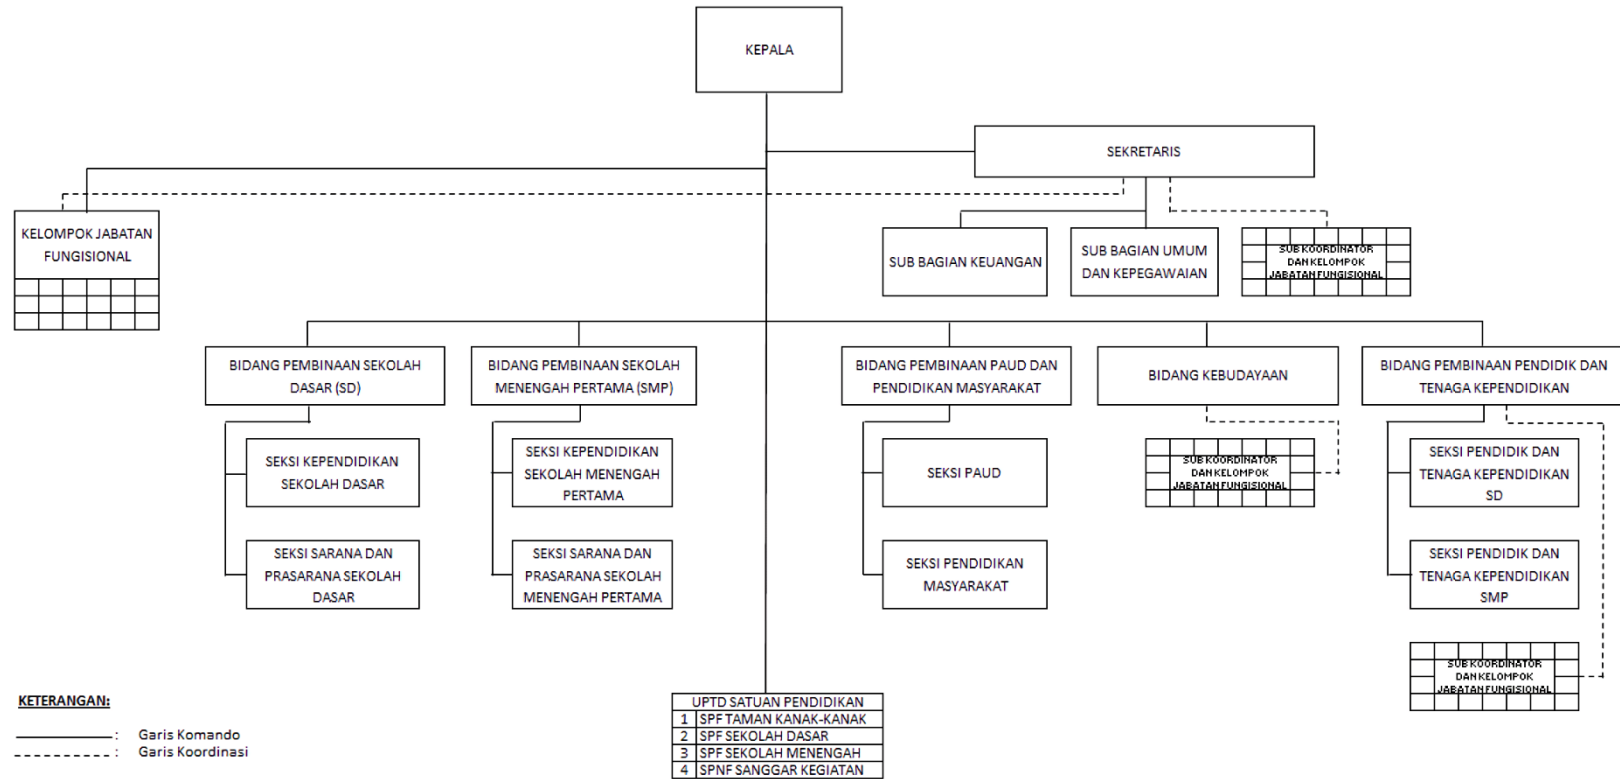 KEPALA
SEKRETARIS
KELOMPOK JABATAN
FUNGISIONAL
SUB BAGIAN KEUANGAN
SUB BAGIAN UMUM
DAN KEPEGAWAIAN
SUB KOORDINATOR
DAN KELOMPOK
JABATAN FUNGISIONAL
BIDANG PEMBINAAN SEKOLAH
DASAR (SD)
BIDANG PEMBINAAN SEKOLAH
MENENGAH PERTAMA (SMP)
BIDANG PEMBINAAN PAUD DAN
PENDIDIKAN MASYARAKAT
BIDANG KEBUDAYAAN
BIDANG PEMBINAAN PENDIDIK DAN
TENAGA KEPENDIDIKAN
SEKSI KEPENDIDIKAN
SEKOLAH DASAR
SEKSI KEPENDIDIKAN
SEKOLAH MENENGAH
PERTAMA
SEKSI PAUD
SUB KOORDINATOR
DAN KELOMPOK
JABATAN FUNGISIONAL
SEKSI PENDIDIK DAN
TENAGA KEPENDIDIKAN
SD
SEKSI SARANA DAN
PRASARANA SEKOLAH
DASAR
SEKSI SARANA DAN
PRASARANA SEKOLAH
MENENGAH PERTAMA
SEKSI PENDIDIKAN
MASYARAKAT
SEKSI PENDIDIK DAN
TENAGA KEPENDIDIKAN
SMP
SUB KOORDINATOR
DAN KELOMPOK
JABATAN FUNGISIONAL
KETERANGAN:
: Garis Komando
: Garis Koordinasi
UPTD SATUAN PENDIDIKAN
1 SPF TAMAN KANAK-KANAK
2 SPF SEKOLAH DASAR
3 SPF SEKOLAH MENENGAH
4 SPNF SANGGAR KEGIATAN